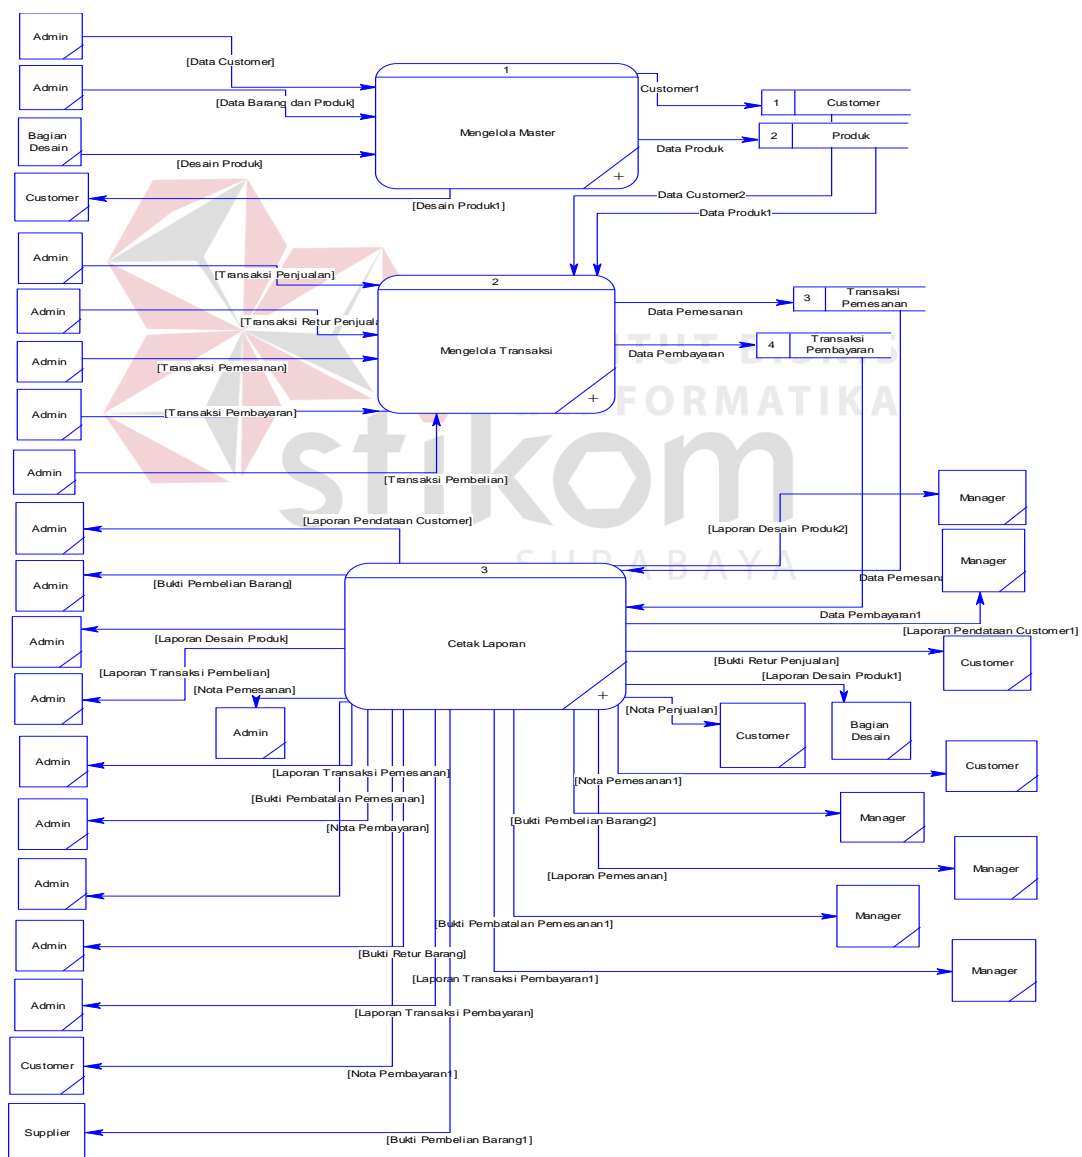 Admin
[Data Customer]
Admin
[Data Barang dan Produk]
Bagian
Desain
[Desain Produk]
Customer
[Desain Produk1]
1
Mengelola Master
+
Customer1
1 Customer
Data Produk
2 Produk
Data Customer2
Data Produk1
Admin
[Transaksi Penjualan]
Admin
[Transaksi Retur Penjuala
Admin
[Transaksi Pemesanan]
Admin
[Transaksi Pembayaran]
Admin
[Transaksi Pembelian]
2
Mengelola Transaksi
+
Data Pemesanan
3 Transaksi
Pemesanan
Data Pembayaran
4 Transaksi
Pembayaran
FORMATIKA
stikom
SURABAYA
Admin
[Laporan Pendataan Customer]
Admin
[Bukti Pembelian Barang]
Admin
[Laporan Desain Produk]
Admin
[Laporan Transaksi Pembelian]
[Nota Pemesanan]
Admin
3
Cetak Laporan
+
[Laporan Desain Produk2]
Manager
Data Pemesana
Manager
Data Pembayaran1
[Laporan Pendataan Customer1]
[Bukti Retur Penjualan]
Customer
[Laporan Desain Produk1]
Bagian
Desain
[Nota Penjualan]
Customer
[Nota Pemesanan1]
Customer
[Bukti Pembelian Barang2]
Manager
[Laporan Pemesanan]
Manager
[Bukti Pembatalan Pemesanan1]
Manager
[Laporan Transaksi Pembayaran1]
Manager
Admin
[Laporan Transaksi Pemesanan]
[Bukti Pembatalan Pemesanan]
Admin
[Nota Pembayaran]
Admin
Admin
[Bukti Retur Barang]
Admin
[Laporan Transaksi Pembayaran]
Customer
[Nota Pembayaran1]
Supplier
[Bukti Pembelian Barang1]